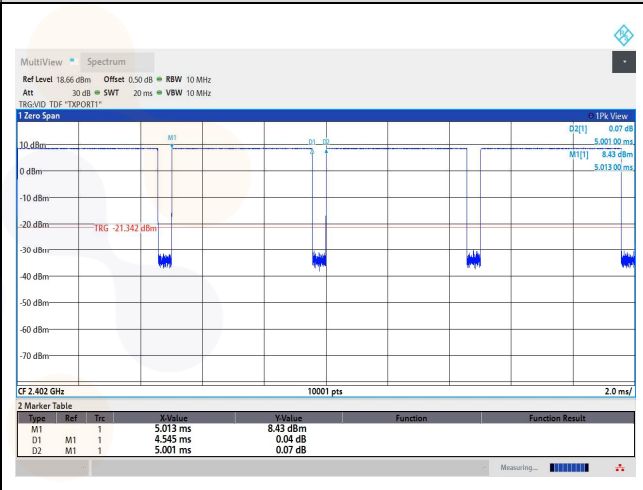 MultiView Spectrum
Ref Level 18.66 dBm Offset 0.50 dB RBW 10 MHz
Att 30 dB SWT 20 ms VBW 10 MHz
TRG:VID TDF "TXPORT1"
1 Zero Span 1Pk View
D2[1] 0.07 dB
5.001 00 ms
M1[1] 8.43 dBm
5.013 00 ms
M1
D1 D2
10 dBm
0 dBm
-10 dBm
-20 dBm
TRG -21.342 dBm
-30 dBm
-40 dBm
-50 dBm
-60 dBm
-70 dBm
CF 2.402 GHz 10001 pts 2.0 ms/
2 Marker Table
Type Ref Trc X-Value Y-Value Function Function Result
M1 1 5.013 ms 8.43 dBm
D1 M1 1 4.545 ms 0.04 dB
D2 M1 1 5.001 ms 0.07 dB
Measuring...